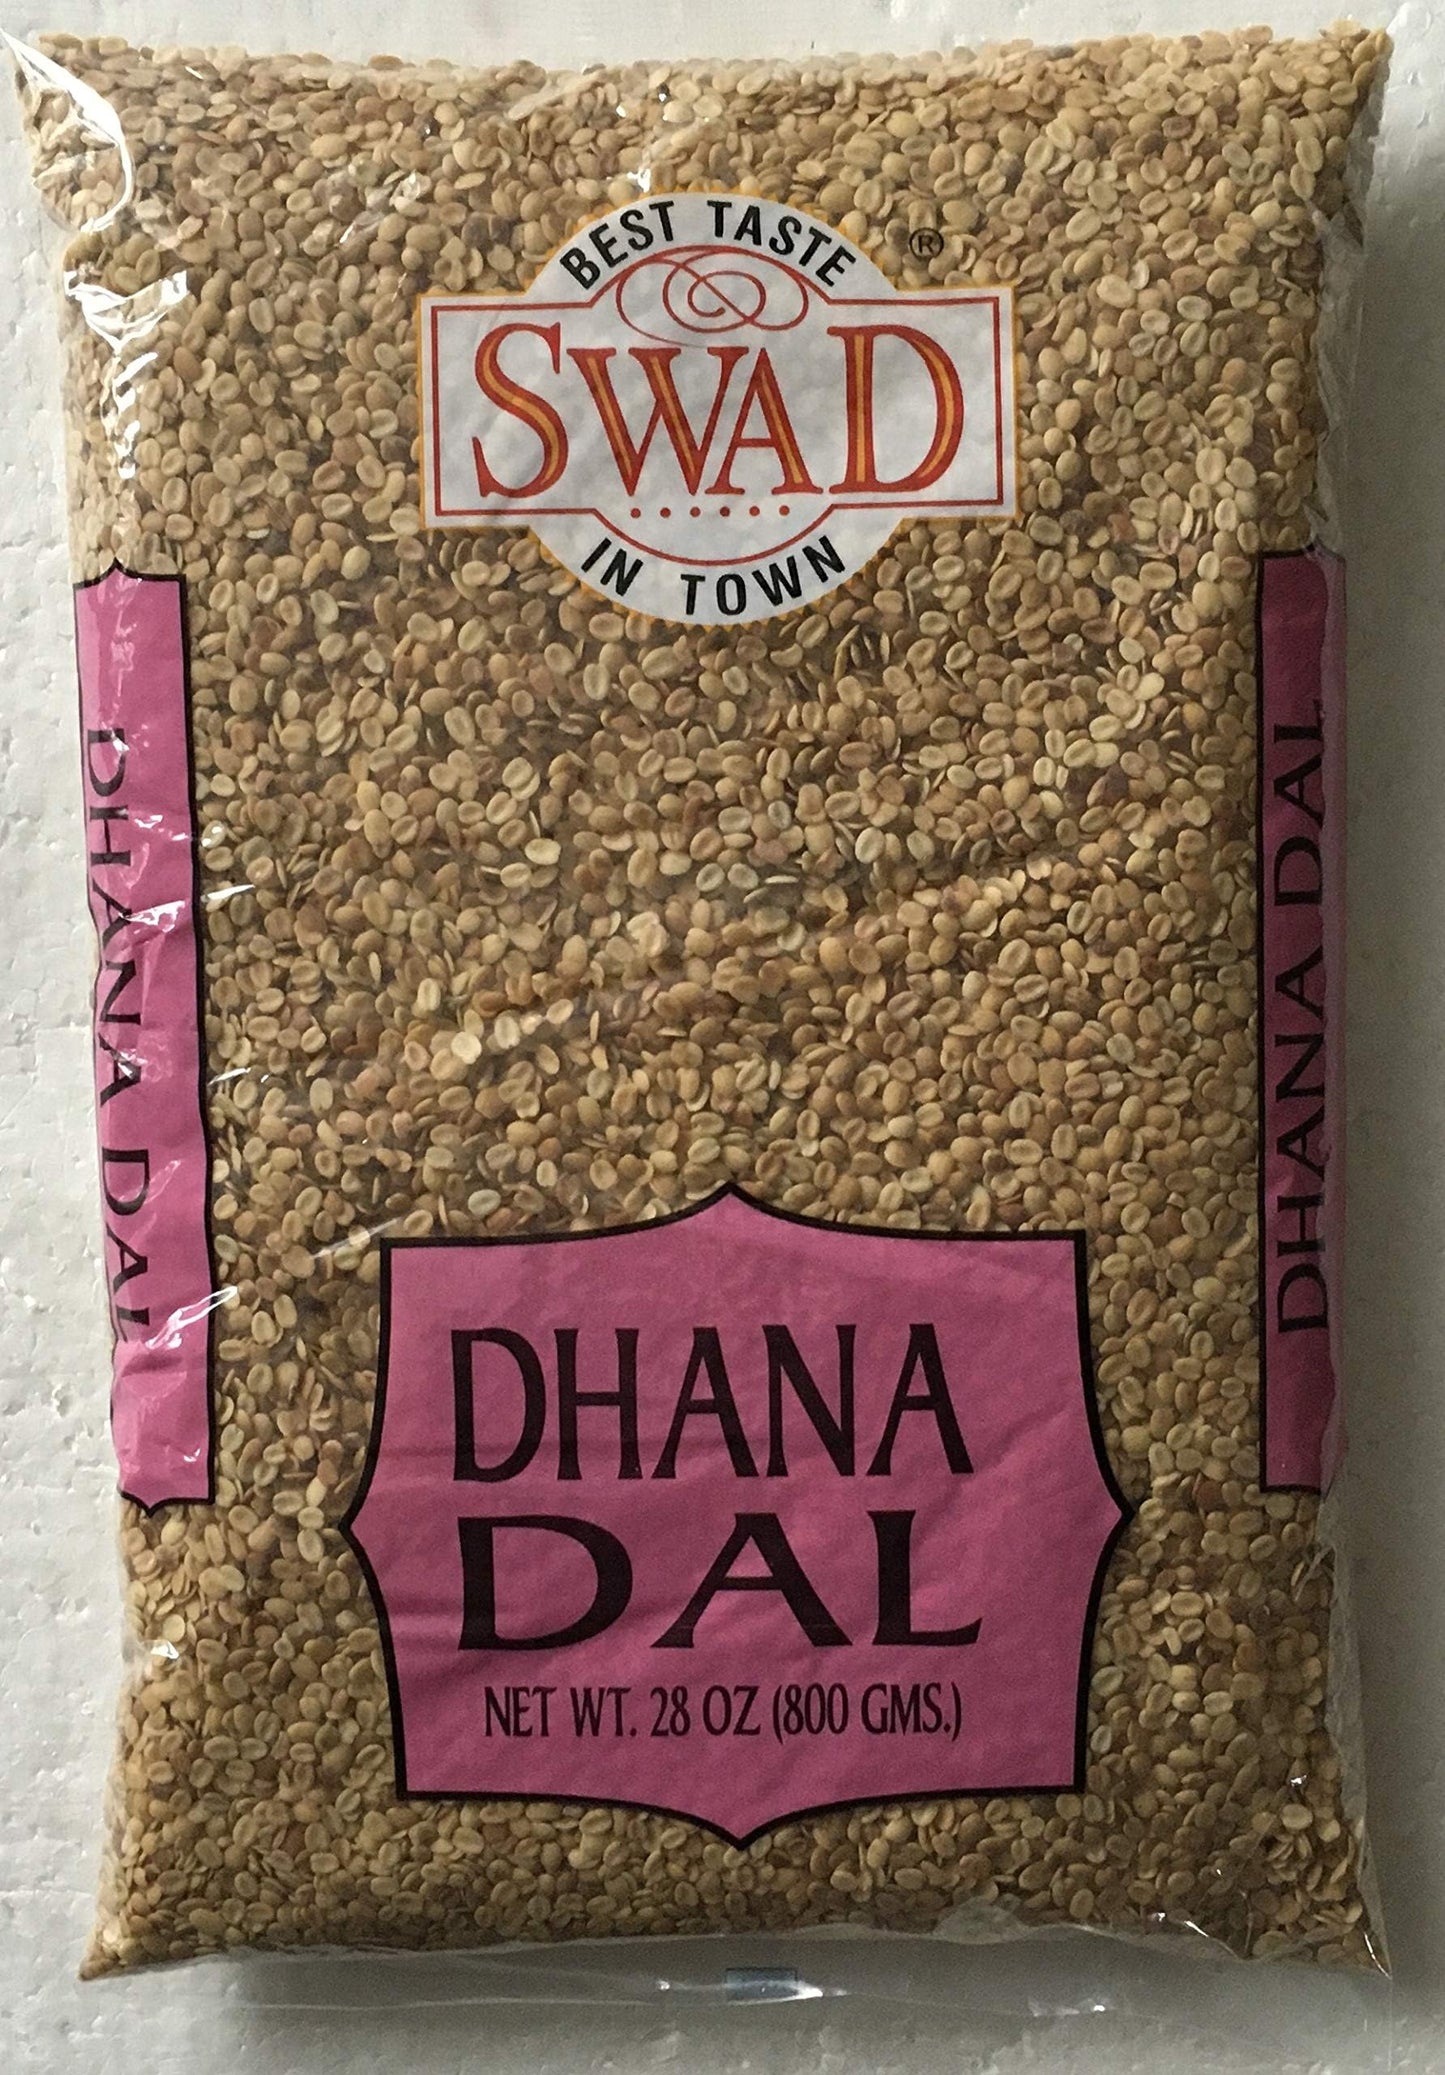 BEST TASTE
®
SWAD
IN TOWN
DHANA DAL
DHANA DAL
DHANA
DAL
NET WT. 28 OZ (800 GMS.)